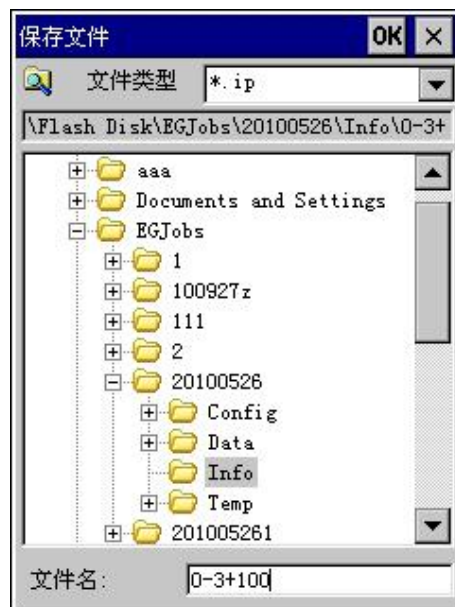 保存文件 OK ×
文件类型 *.ip
\Flash Disk\EGJobs\20100526\Info\0-3+
aaa
Documents and Settings
EGJobs
1
100927z
111
2
20100526
Config
Data
Info
Temp
201005261
文件名: 0-3+100